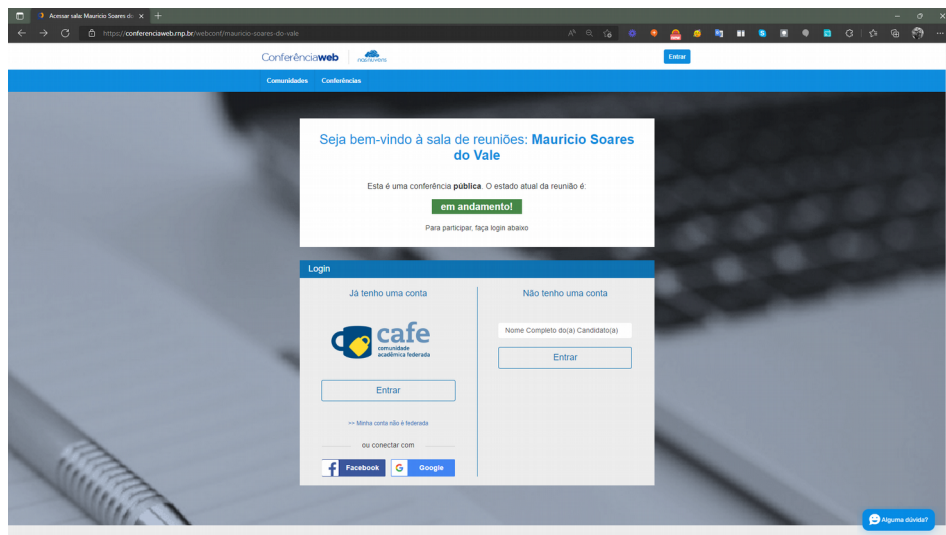 Acessar sala: Mauricio Soares do
https://conferenciaweb.rnp.br/webconf/mauricio-soares-do-vale
Conferênciaweb
Entrar
Comunidades Conferências
Seja bem-vindo à sala de reuniões: Mauricio Soares
do Vale
Esta é uma conferência pública. O estado atual da reunião é:
em andamento!
Para participar, faça login abaixo
Login
Já tenho uma conta
cafe
comunidade
acadêmica federada
Entrar
>> Minha conta não é federada
ou conectar com
Facebook
Google
Não tenho uma conta
Nome Completo do(a) Candidato(a)
Entrar
Alguma dúvida?